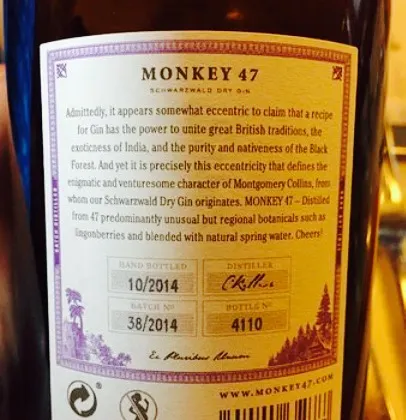 MONKEY 47
SCHWARZWALD DRY GIN
Admittedly, it appears somewhat eccentric to claim that a recipe
for Gin has the power to unite great British traditions, the
exoticness of India, and the purity and nativeness of the Black
Forest. And yet it is precisely this eccentricity that defines the
enigmatic and venturesome character of Montgomery Collins, from
whom our Schwarzwald Dry Gin originates. MONKEY 47 – Distilled
from 47 predominantly unusual but regional botanicals such as
lingonberries and blended with natural spring water. Cheers!
HAND BOTTLED
10/2014
DISTILLER
BATCH Nº
38/2014
BOTTLE Nº
4110
Ex Pluribus Unum
WWW.MONKEY47.COM